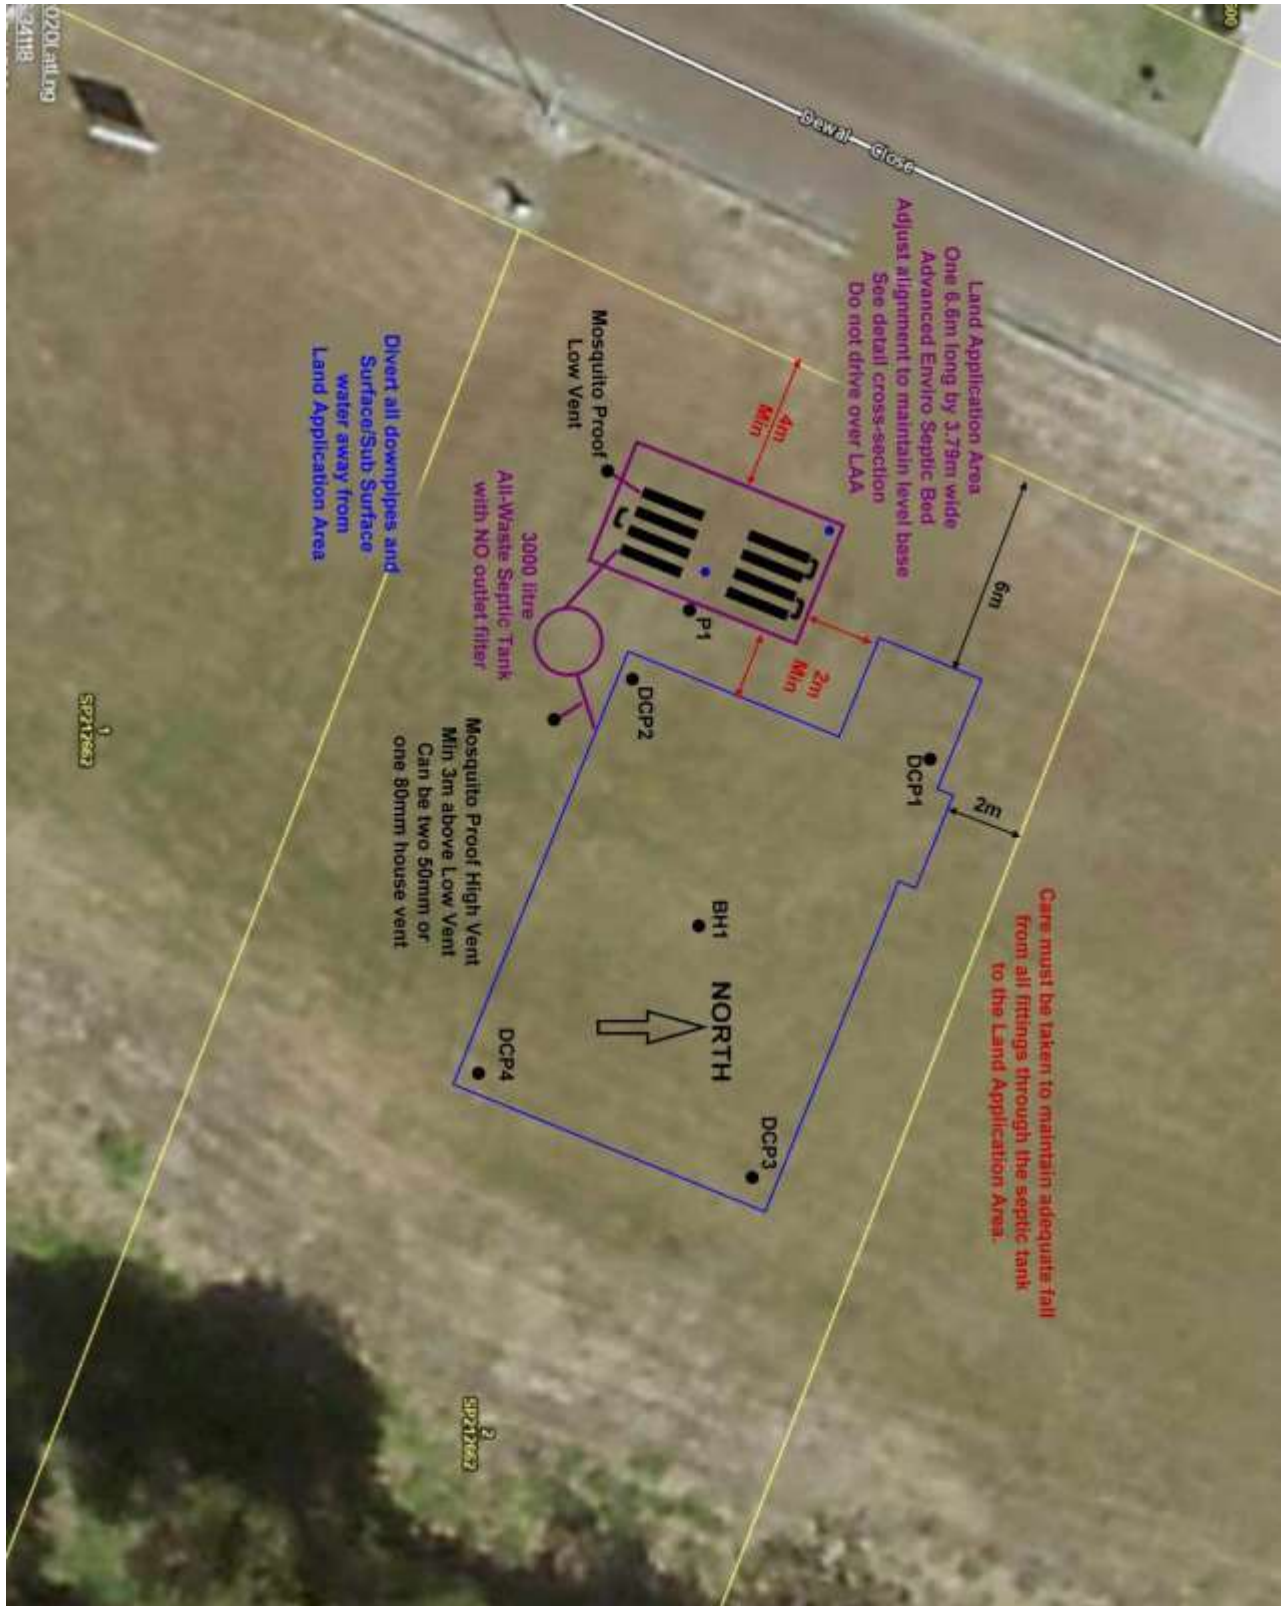 Dewal Close
Land Application Area
One 6.6m long by 3.79m wide
Advanced Enviro Septic Bed
Adjust alignment to maintain level base
See detail cross-section
Do not drive over LAA
4m
Min
6m
Mosquito Proof
Low Vent
Divert all downpipes and
Surface/Sub Surface
water away from
Land Application Area
3000 litre
All-Waste Septic Tank
with NO outlet filter
P1
2m
Min
DCP2
DCP1
2m
Mosquito Proof High Vent
Min 3m above Low Vent
Can be two 50mm or
one 80mm house vent
BH1
NORTH
DCP4
DCP3
Care must be taken to maintain adequate fall
from all fittings through the septic tank
to the Land Application Area.
1
SP217667
2
SP217667
020LatLng
34118